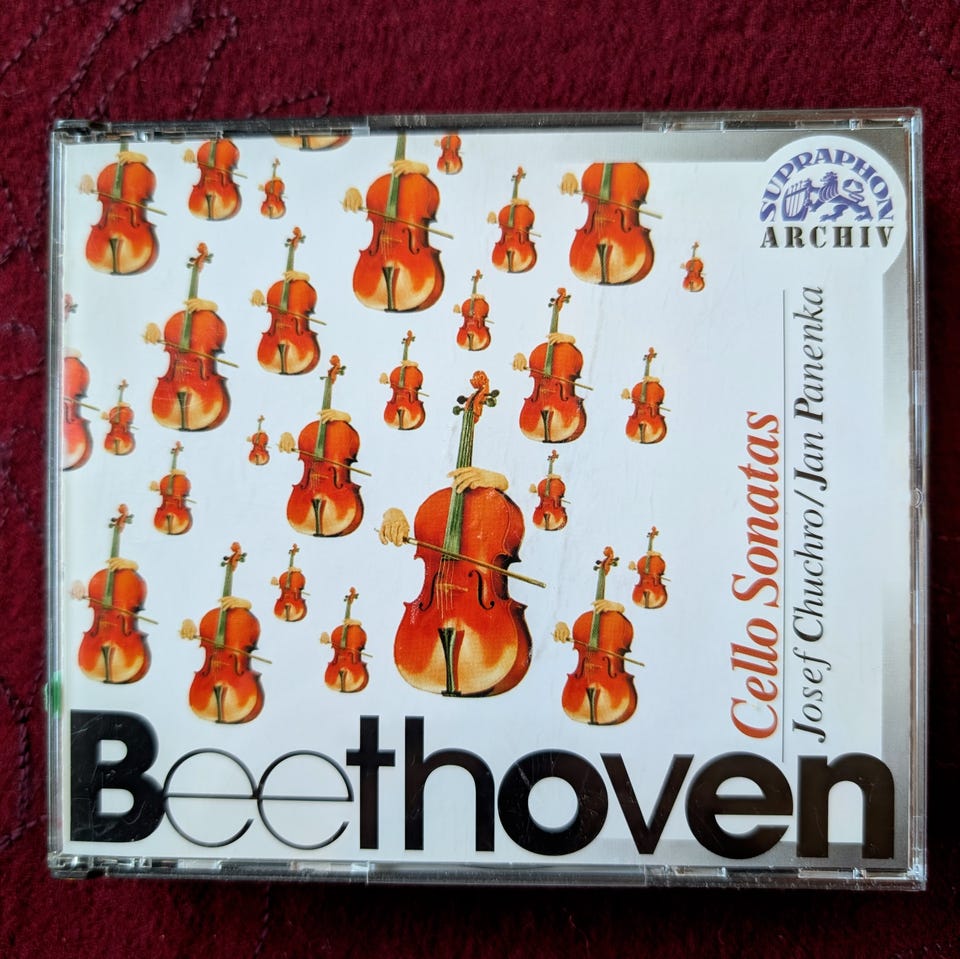 SUPRAPHON
ARCHIV
Cello Sonatas
Josef Chuchro/Jan Panenka
Beethoven